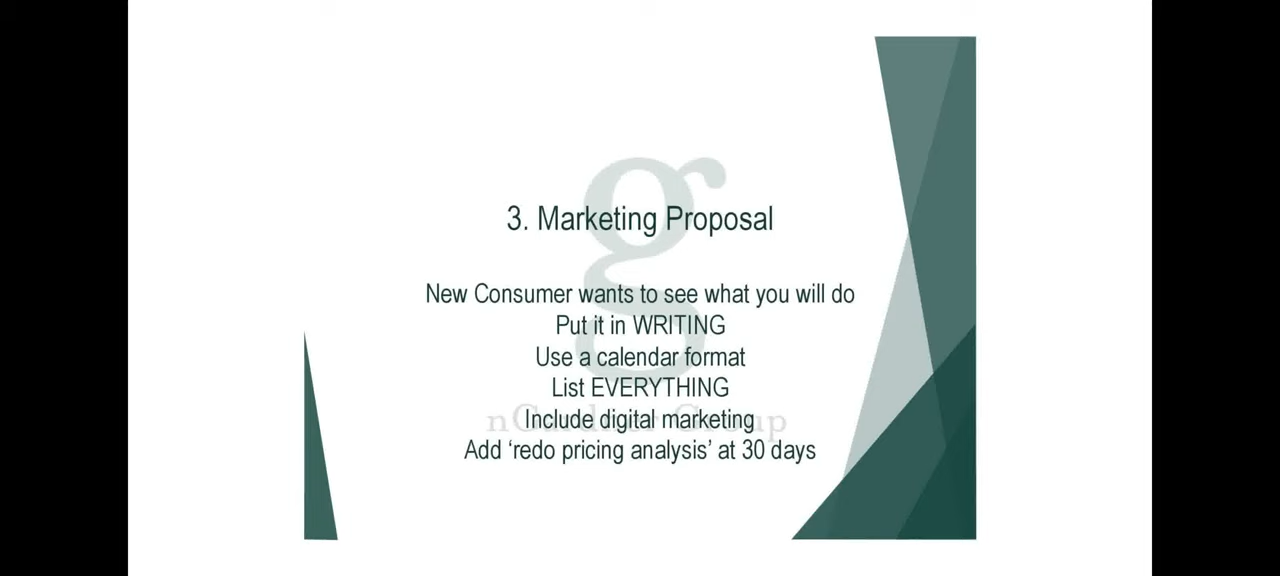 3. Marketing Proposal
New Consumer wants to see what you will do
Put it in WRITING
Use a calendar format
List EVERYTHING
Include digital marketing
Add ‘redo pricing analysis’ at 30 days
g